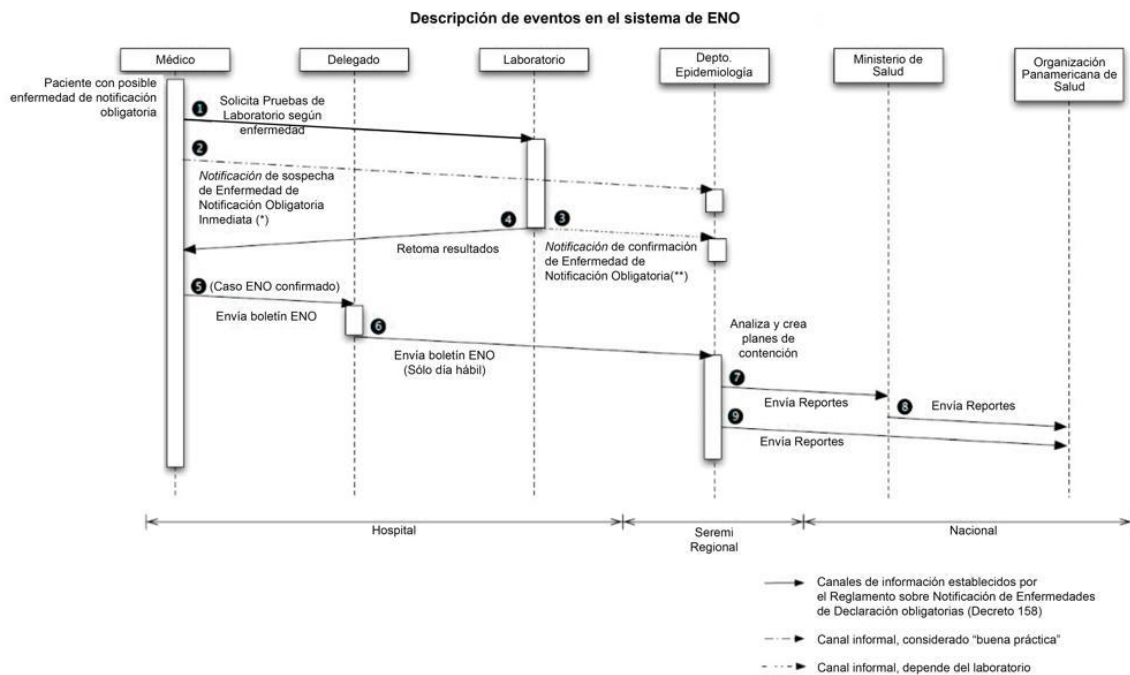 Descripción de eventos en el sistema de ENO
Médico
Delegado
Laboratorio
Depto.
Epidemiología
Ministerio de
Salud
Organización
Panamericana de
Salud
Paciente con posible
enfermedad de notificación
obligatoria
1
Solicita Pruebas de
Laboratorio según
enfermedad
2
Notificación de sospecha
de Enfermedad de
Notificación Obligatoria
Inmediata (*)
4
Retoma resultados
3
Notificación de confirmación
de Enfermedad de
Notificación Obligatoria(**)
5 (Caso ENO confirmado)
Envía boletín ENO
6
Envía boletín ENO
(Sólo día hábil)
Analiza y crea
planes de
contención
7
Envía Reportes
8
Envía Reportes
9
Envía Reportes
Hospital
Seremi
Regional
Nacional
Canales de información establecidos por
el Reglamento sobre Notificación de Enfermedades
de Declaración obligatorias (Decreto 158)
Canal informal, considerado “buena práctica”
Canal informal, depende del laboratorio